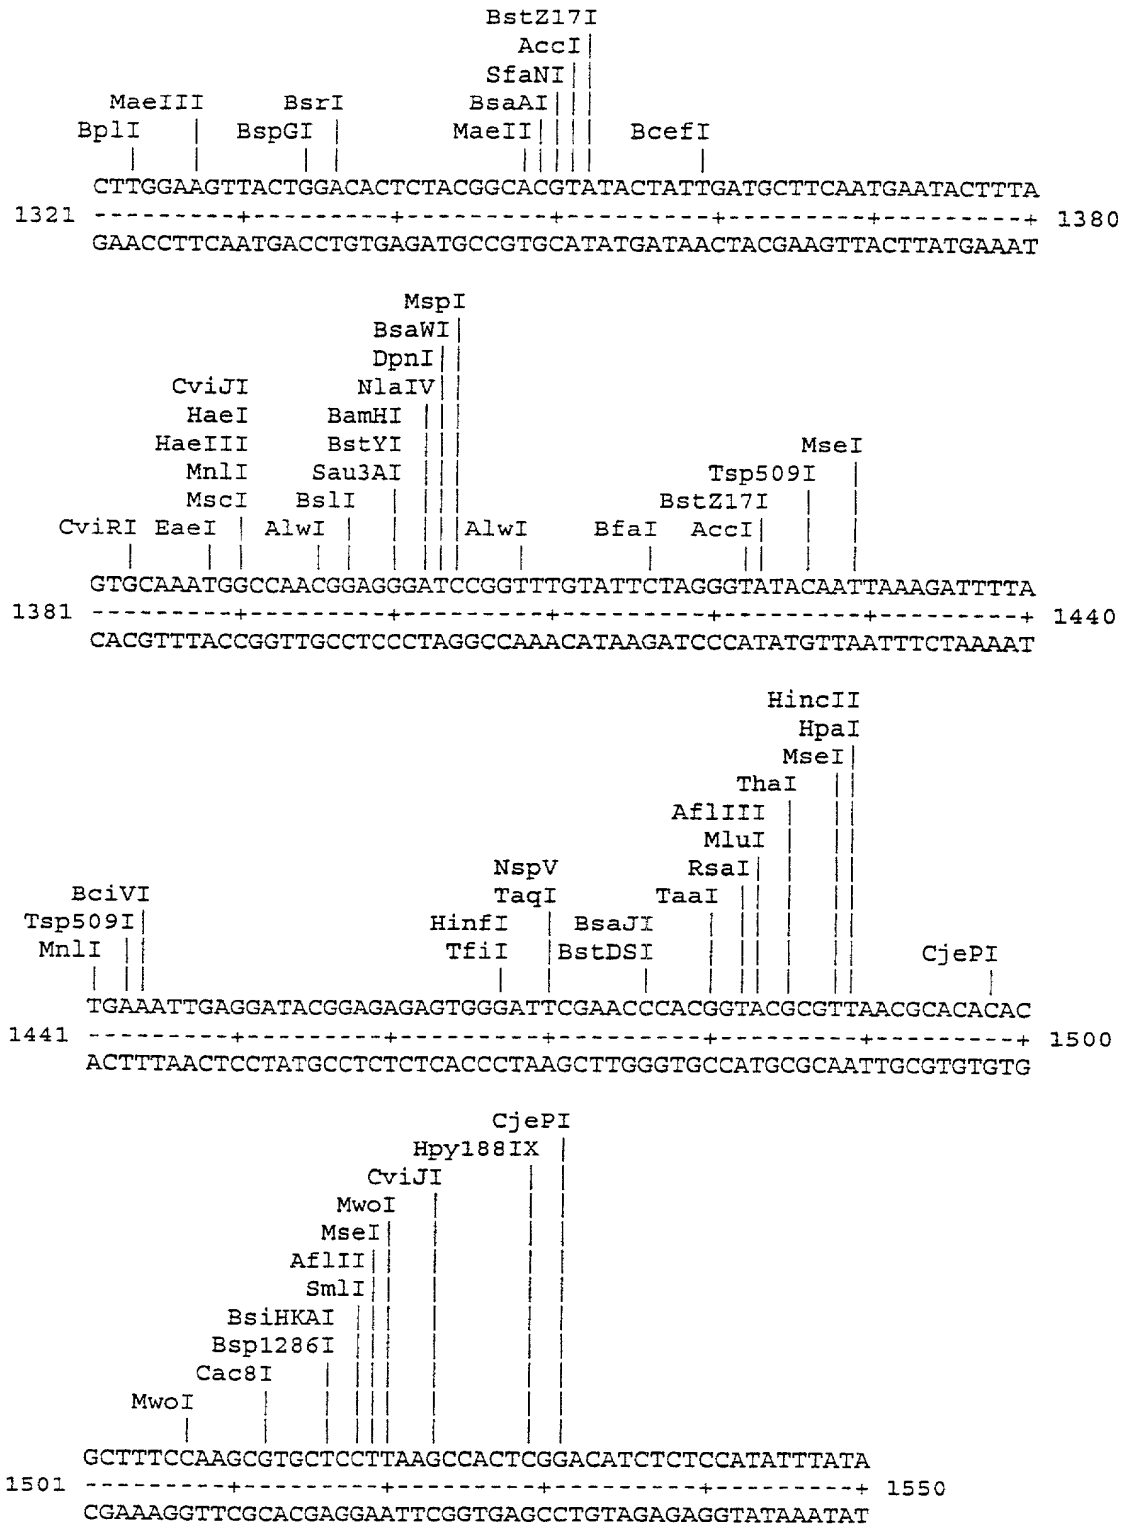 BstZ17I
AccI
SfaNI
MaeIII BsrI BsaAI
BplI BspGI MaeII BcefI
CTTGGAAGTTACTGGACACTCTACGGCACGTATACTATTGATGCTTCAATGAATACTTTA
1321 ---------+---------+---------+---------+---------+---------+ 1380
GAACCTTCAATGACCTGTGAGATGCCGTGCATATGATAACTACGAAGTTACTTATGAAAT
MspI
BsaWI
DpnI
CviJI NlaIV
HaeI BamHI
HaeIII BstYI MseI
MnlI Sau3AI Tsp509I
MscI BslI BstZ17I
CviRI EaeI AlwI AlwI BfaI AccI
GTGCAAATGGCCAACGGAGGGATCCGGTTTGTATTCTAGGGTATACAATTAAAGATTTTA
1381 ---------+---------+---------+---------+---------+---------+ 1440
CACGTTTACCGGTTGCCTCCCTAGGCCAAACATAAGATCCCATATGTTAATTTCTAAAAT
HincII
HpaI
MseI
ThaI
AflIII
MluI
NspV RsaI
BciVI TaqI TaaI
Tsp509I HinfI BsaJI
MnlI TfiI BstDSI CjePI
TGAAATTGAGGATACGGAGAGAGTGGGATTCGAACCCACGGTACGCGTTAACGCACACAC
1441 ---------+---------+---------+---------+---------+---------+ 1500
ACTTTAACTCCTATGCCTCTCTCACCCTAAGCTTGGGTGCCATGCGCAATTGCGTGTGTG
CjePI
Hpy188IX
CviJI
MwoI
MseI
AflII
SmlI
BsiHKAI
Bsp1286I
Cac8I
MwoI
GCTTTCCAAGCGTGCTCCTTAAGCCACTCGGACATCTCTCCATATTTATA
1501 ---------+---------+---------+---------+---------+ 1550
CGAAAGGTTCGCACGAGGAATTCGGTGAGCCTGTAGAGAGGTATAAATAT